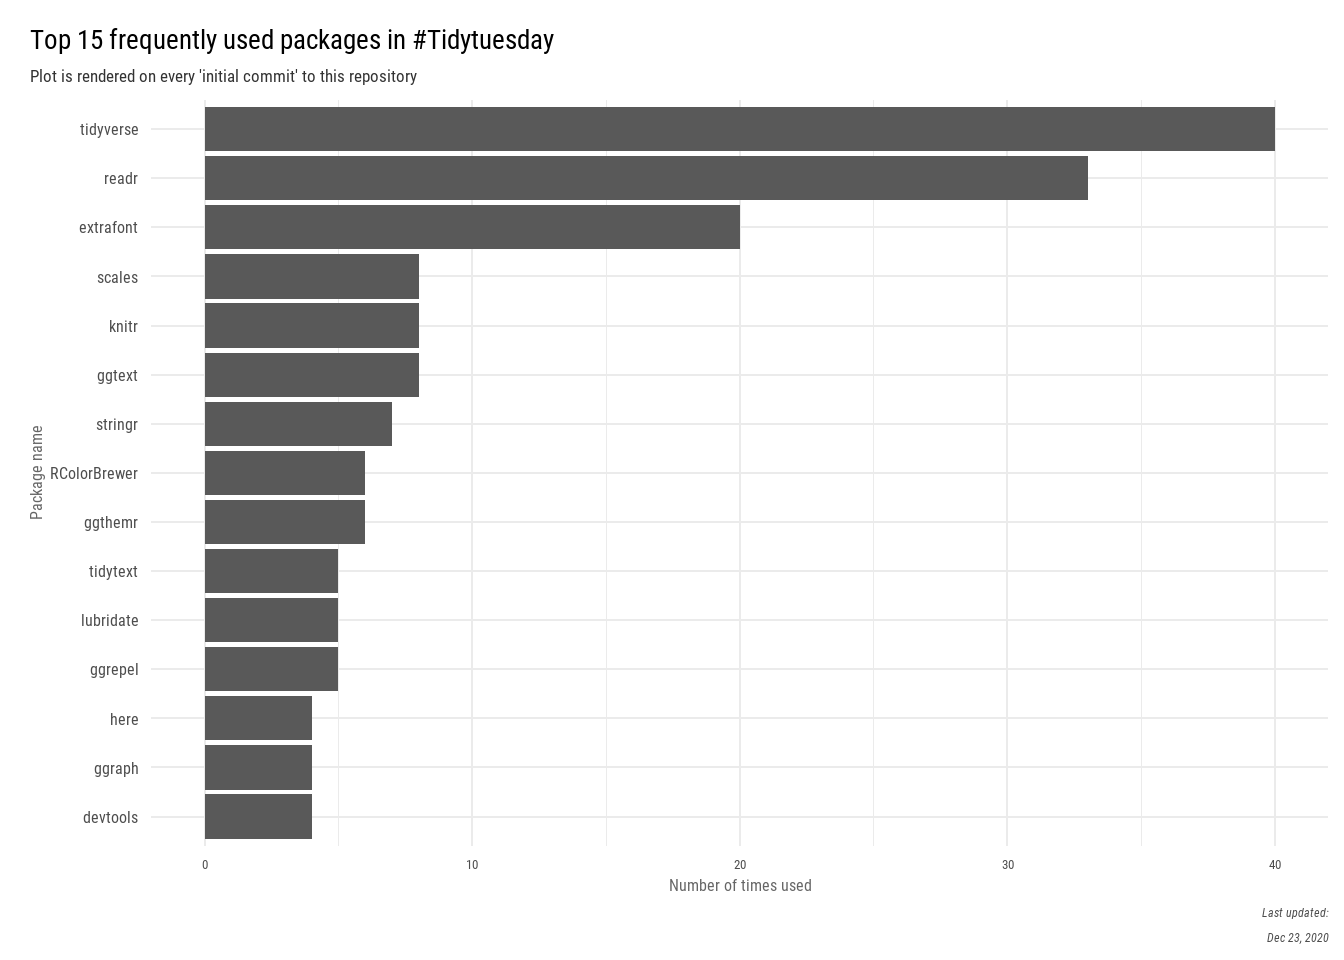 Top 15 frequently used packages in #Tidytuesday
Plot is rendered on every 'initial commit' to this repository
Package name
tidyverse
readr
extrafont
scales
knitr
ggtext
stringr
RColorBrewer
ggthemr
tidytext
lubridate
ggrepel
here
ggraph
devtools
0 10 20 30 40
Number of times used
Last updated:
Dec 23, 2020